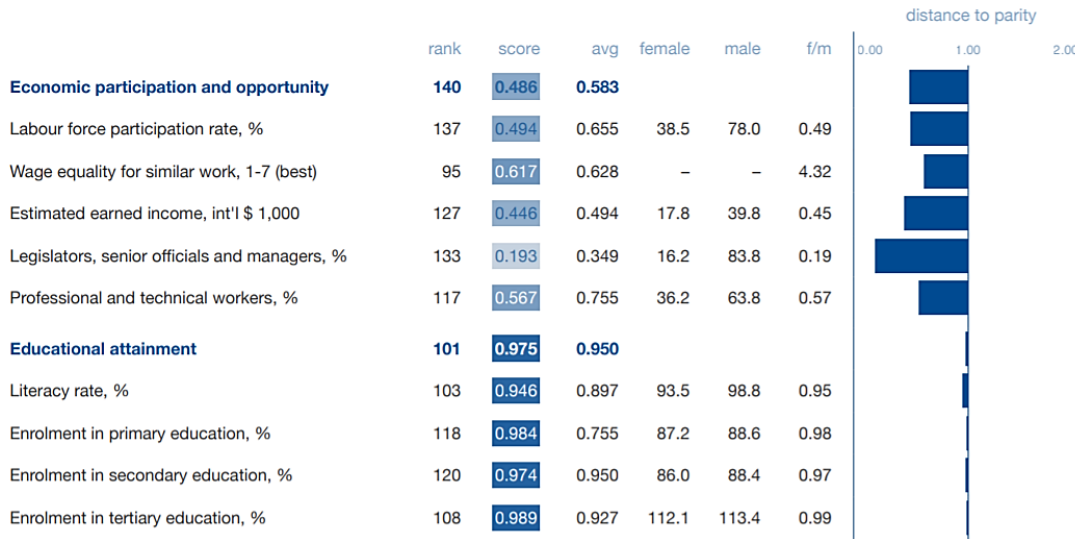 distance to parity
rank score avg female male f/m 0.00 1.00 2.00
Economic participation and opportunity 140 0.486 0.583
Labour force participation rate, % 137 0.494 0.655 38.5 78.0 0.49
Wage equality for similar work, 1-7 (best) 95 0.617 0.628 – – 4.32
Estimated earned income, int'l $ 1,000 127 0.446 0.494 17.8 39.8 0.45
Legislators, senior officials and managers, % 133 0.193 0.349 16.2 83.8 0.19
Professional and technical workers, % 117 0.567 0.755 36.2 63.8 0.57
Educational attainment 101 0.975 0.950
Literacy rate, % 103 0.946 0.897 93.5 98.8 0.95
Enrolment in primary education, % 118 0.984 0.755 87.2 88.6 0.98
Enrolment in secondary education, % 120 0.974 0.950 86.0 88.4 0.97
Enrolment in tertiary education, % 108 0.989 0.927 112.1 113.4 0.99